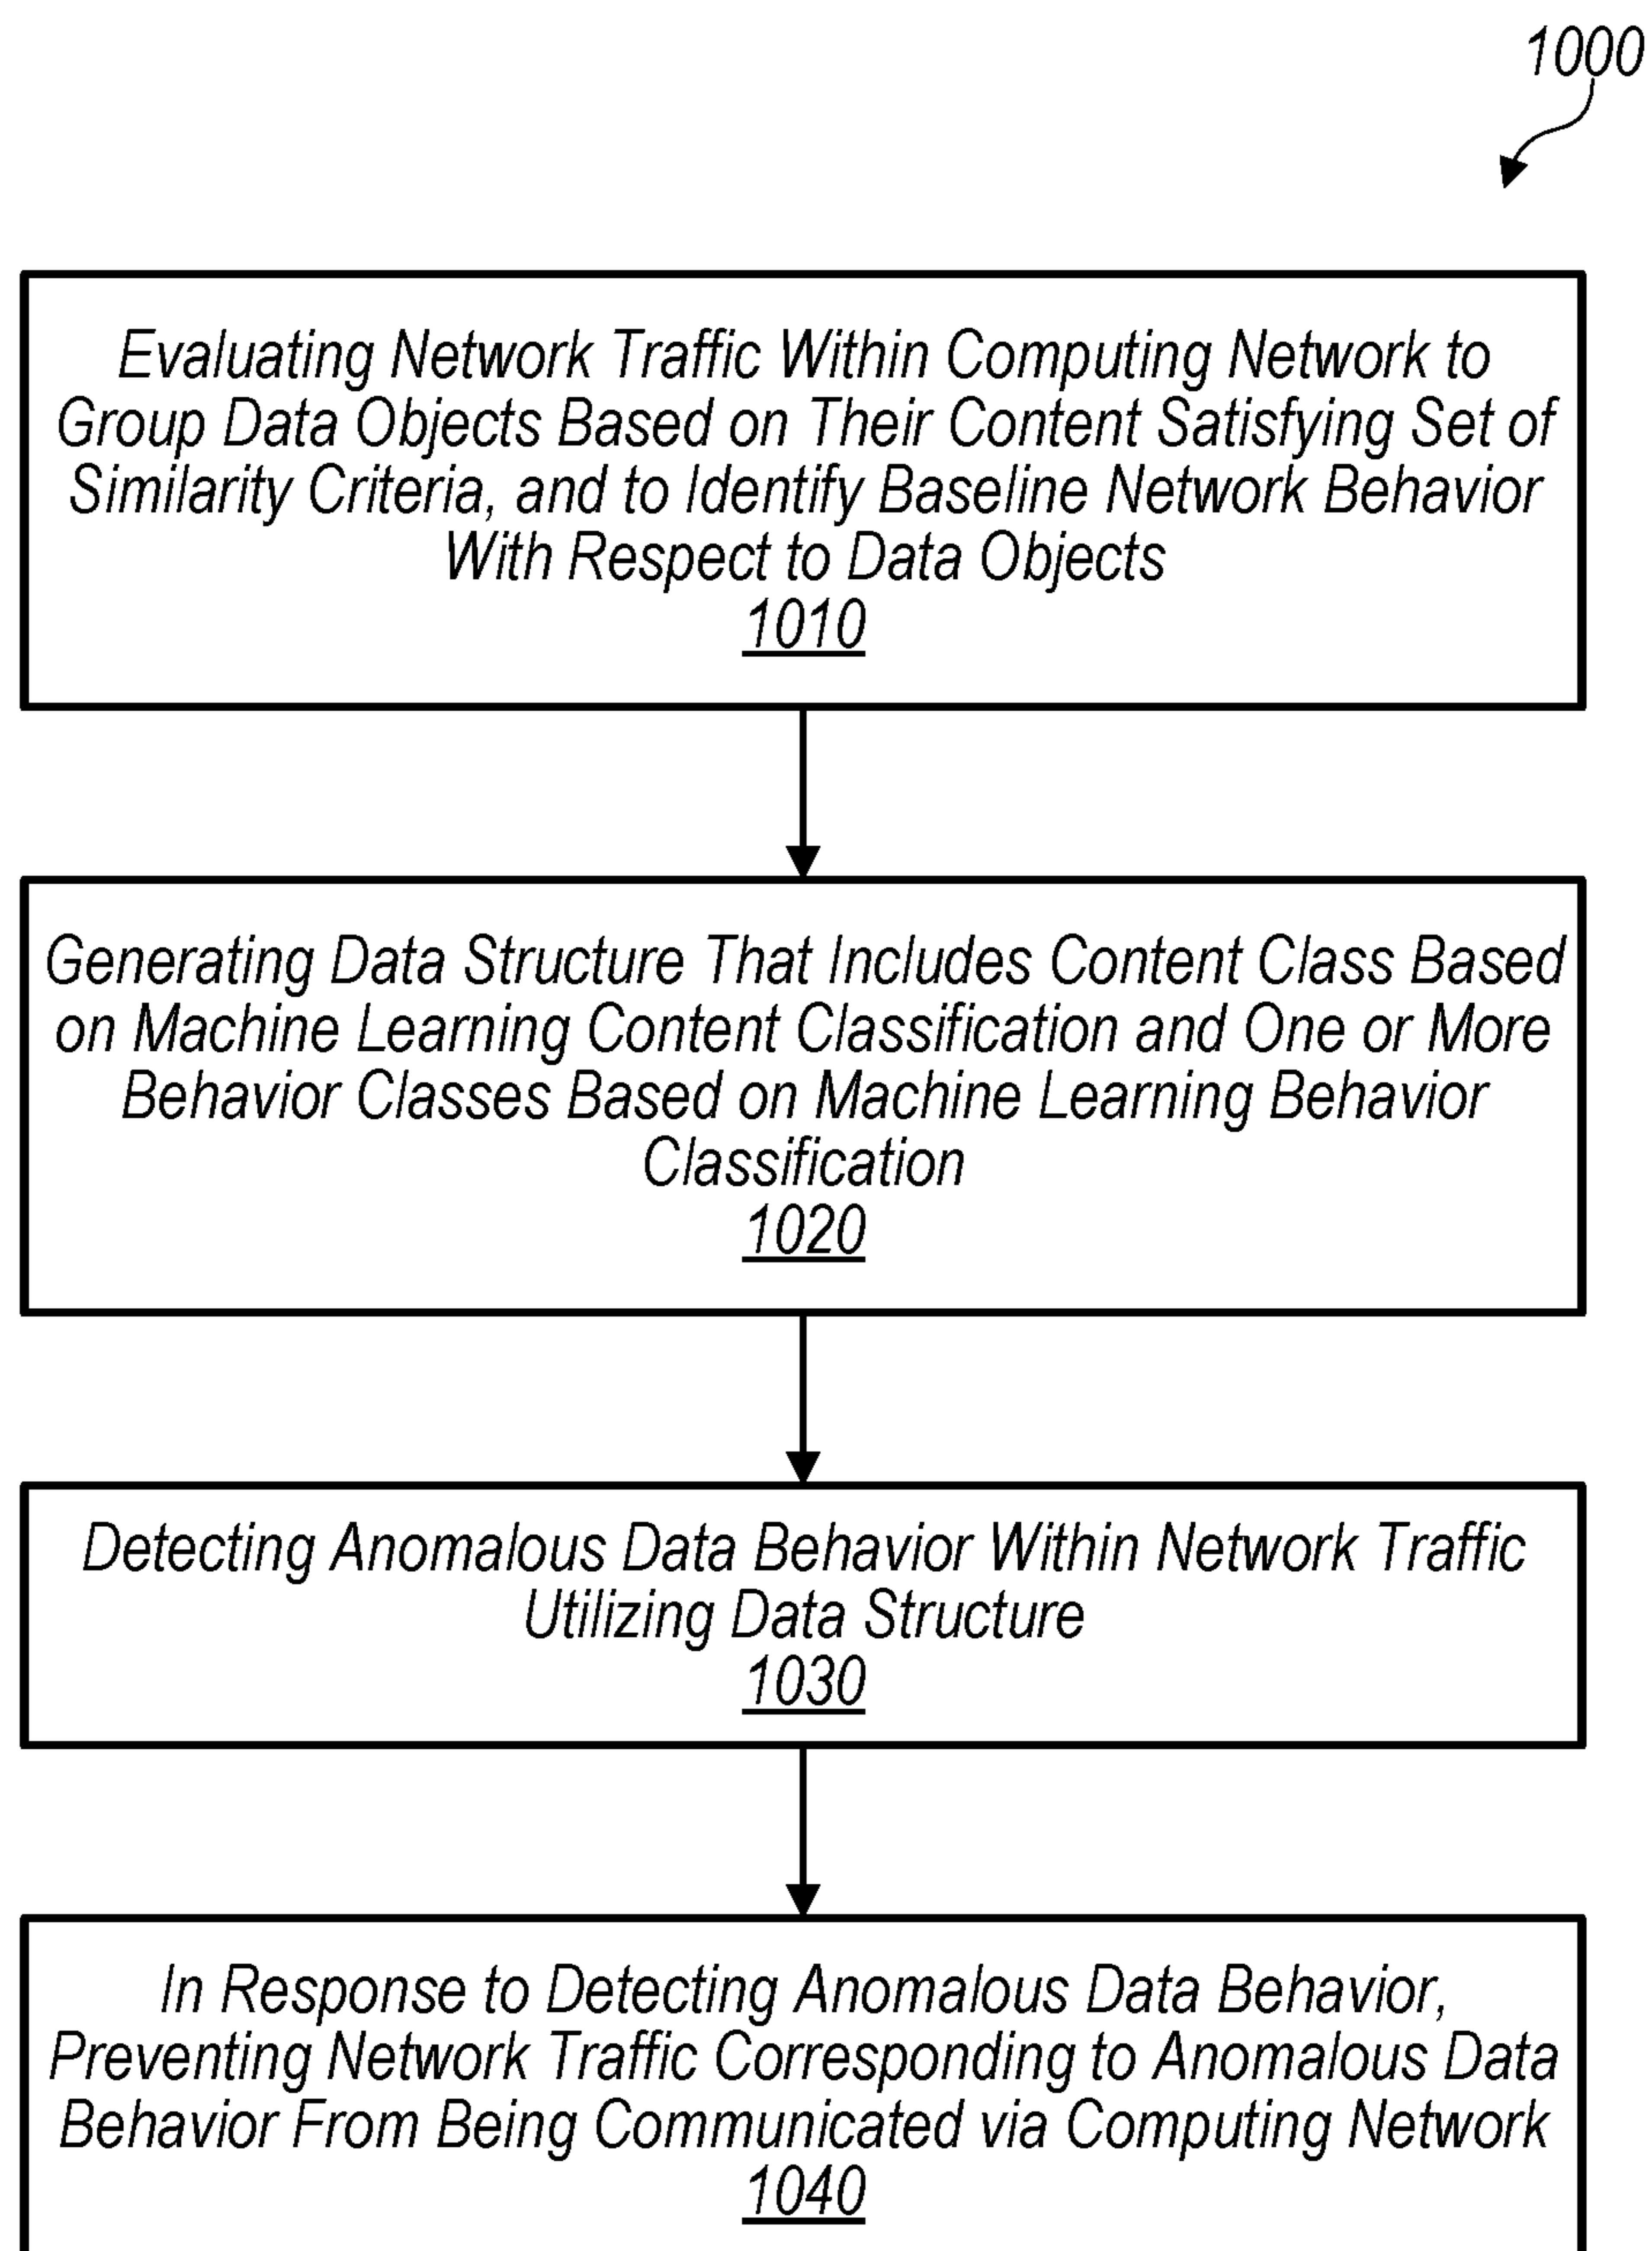 1000
Evaluating Network Traffic Within Computing Network to
Group Data Objects Based on Their Content Satisfying Set of
Similarity Criteria, and to Identify Baseline Network Behavior
With Respect to Data Objects
1010
Generating Data Structure That Includes Content Class Based
on Machine Learning Content Classification and One or More
Behavior Classes Based on Machine Learning Behavior
Classification
1020
Detecting Anomalous Data Behavior Within Network Traffic
Utilizing Data Structure
1030
In Response to Detecting Anomalous Data Behavior,
Preventing Network Traffic Corresponding to Anomalous Data
Behavior From Being Communicated via Computing Network
1040